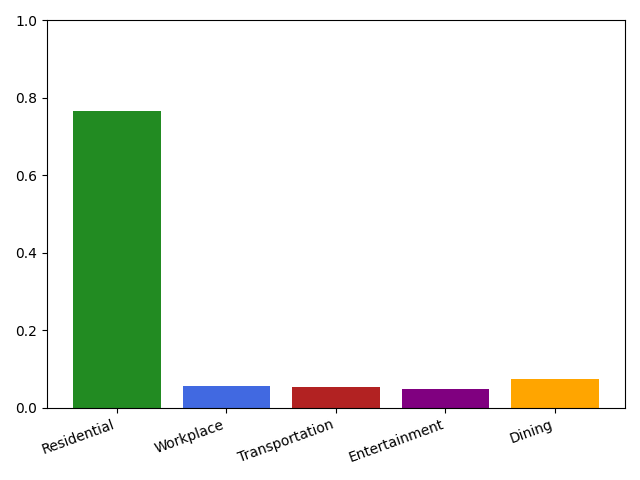 1.0
0.8
0.6
0.4
0.2
0.0
Residential
Workplace
Transportation
Entertainment
Dining